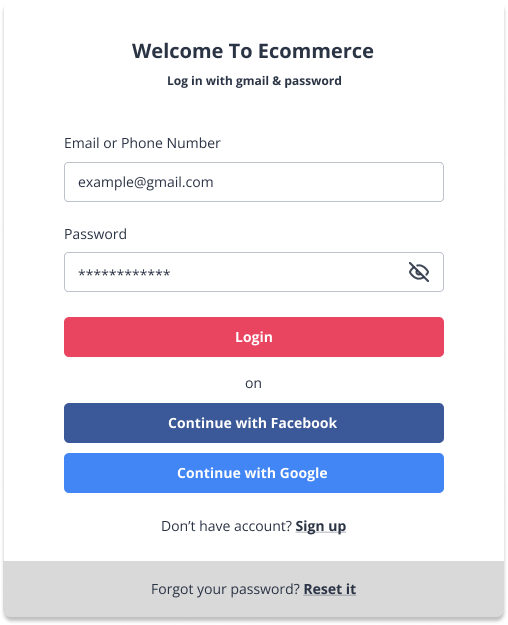 Welcome To Ecommerce
Log in with gmail & password
Email or Phone Number
example@gmail.com
Password
************
Login
on
Continue with Facebook
Continue with Google
Don’t have account? Sign up
Forgot your password? Reset it